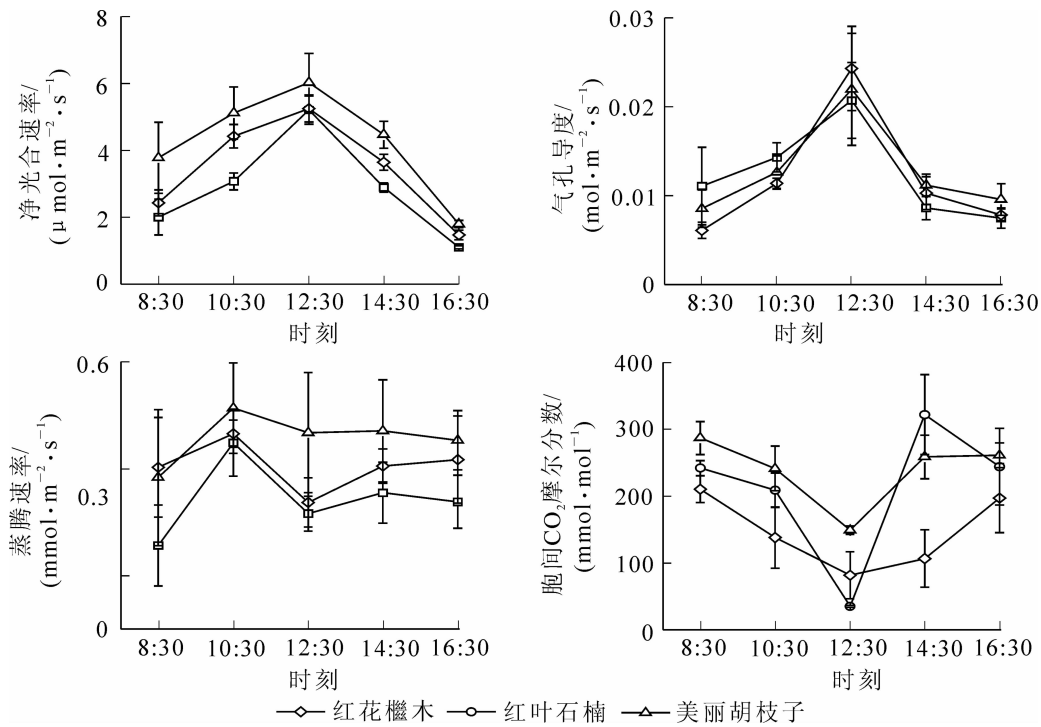 净光合速率/
(μ mol·m⁻²·s⁻¹)
8
6
4
2
0
8:30 10:30 12:30 14:30 16:30
时刻
气孔导度/
(mol·m⁻²·s⁻¹)
0.03
0.02
0.01
0
8:30 10:30 12:30 14:30 16:30
时刻
蒸腾速率/
(mmol·m⁻²·s⁻¹)
0.6
0.3
0
8:30 10:30 12:30 14:30 16:30
时刻
胞间CO₂摩尔分数/
(mmol·mol⁻¹)
400
300
200
100
0
8:30 10:30 12:30 14:30 16:30
时刻
红花檵木 红叶石楠 美丽胡枝子